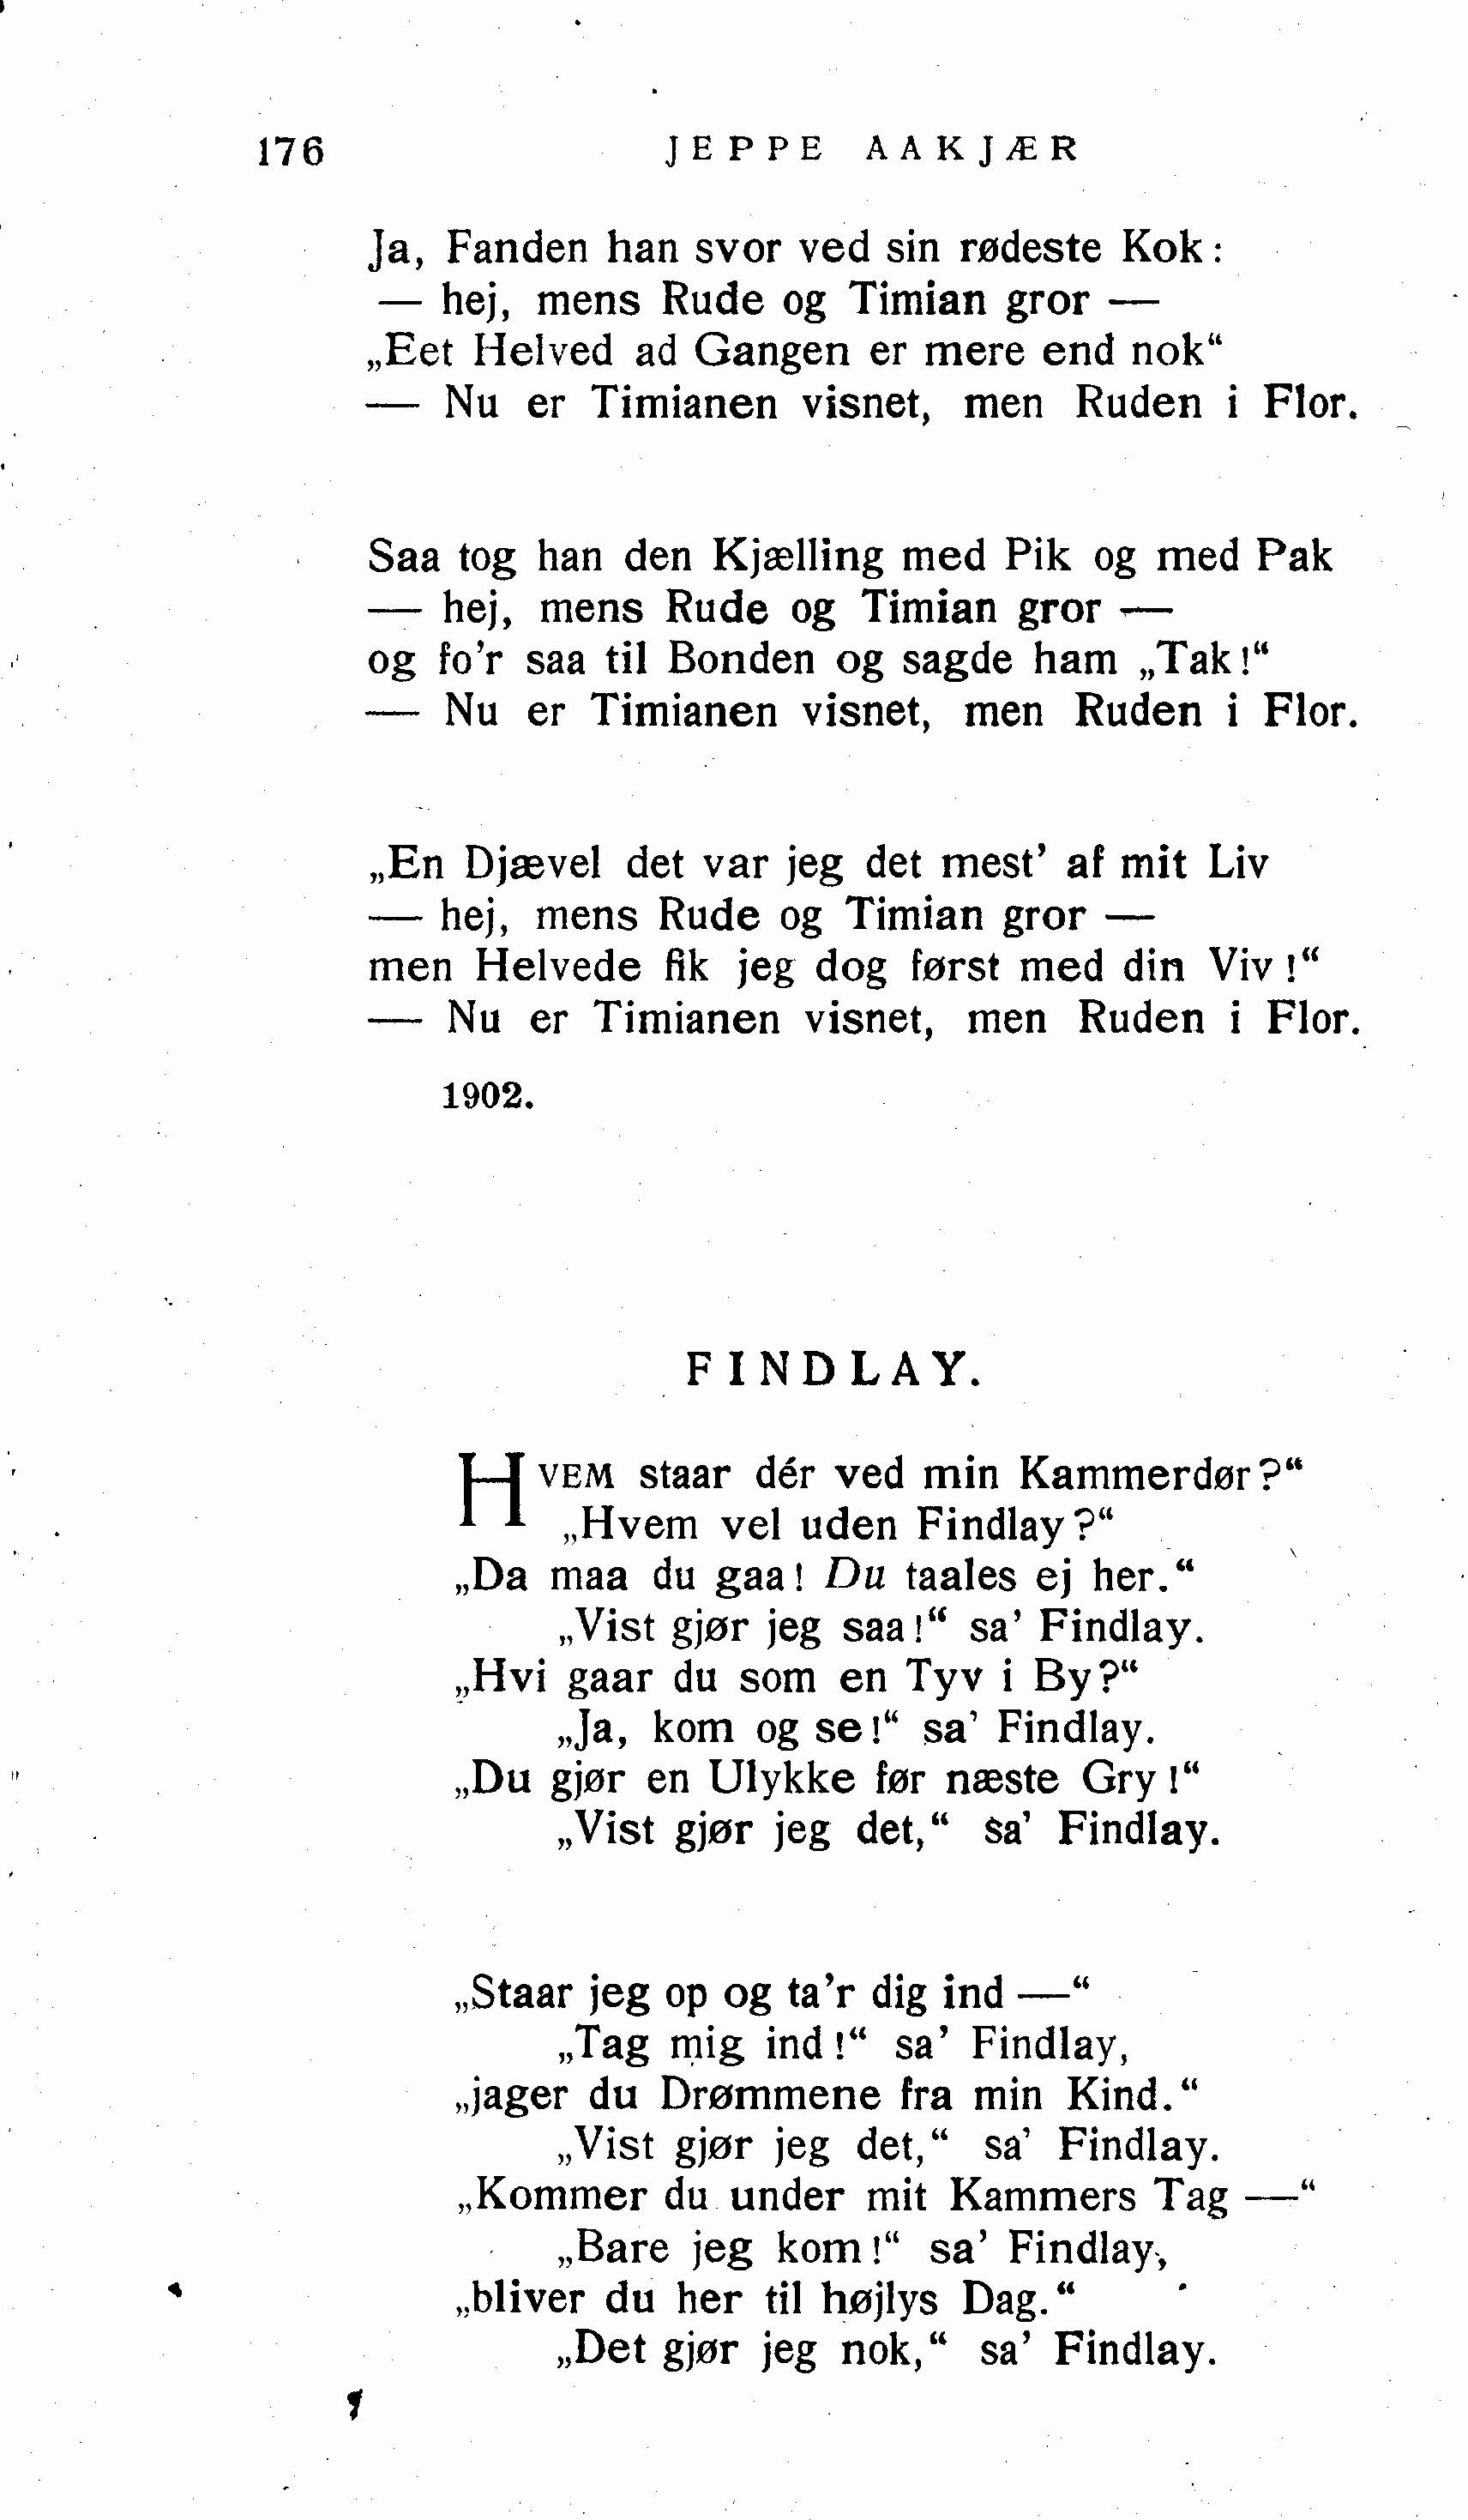 176 JEPPE AAKJÆR
Ja, Fanden han svor ved sin rødeste Kok:
— hej, mens Rude og Timian gror —
„Eet Helved ad Gangen er mere end nok“
— Nu er Timianen visnet, men Ruden i Flor.
Saa tog han den Kjælling med Pik og med Pak
— hej, mens Rude og Timian gror —
og fo'r saa til Bonden og sagde ham „Tak!“
— Nu er Timianen visnet, men Ruden i Flor.
„En Djævel det var jeg det mest' af mit Liv
— hej, mens Rude og Timian gror —
men Helvede fik jeg dog først med din Viv!“
— Nu er Timianen visnet, men Ruden i Flor.
1902.
FINDLAY.
HVEM staar dér ved min Kammerdør?“
„Hvem vel uden Findlay?“
„Da maa du gaa! Du taales ej her.“
„Vist gjør jeg saa!“ sa' Findlay.
„Hvi gaar du som en Tyv i By?“
„Ja, kom og se!“ sa' Findlay.
„Du gjør en Ulykke før næste Gry!“
„Vist gjør jeg det,“ sa' Findlay.
„Staar jeg op og ta'r dig ind —“
„Tag mig ind!“ sa' Findlay,
„jager du Drømmene fra min Kind.“
„Vist gjør jeg det,“ sa' Findlay.
„Kommer du under mit Kammers Tag —“
„Bare jeg kom!“ sa' Findlay,
„bliver du her til højlys Dag.“
„Det gjør jeg nok,“ sa' Findlay.